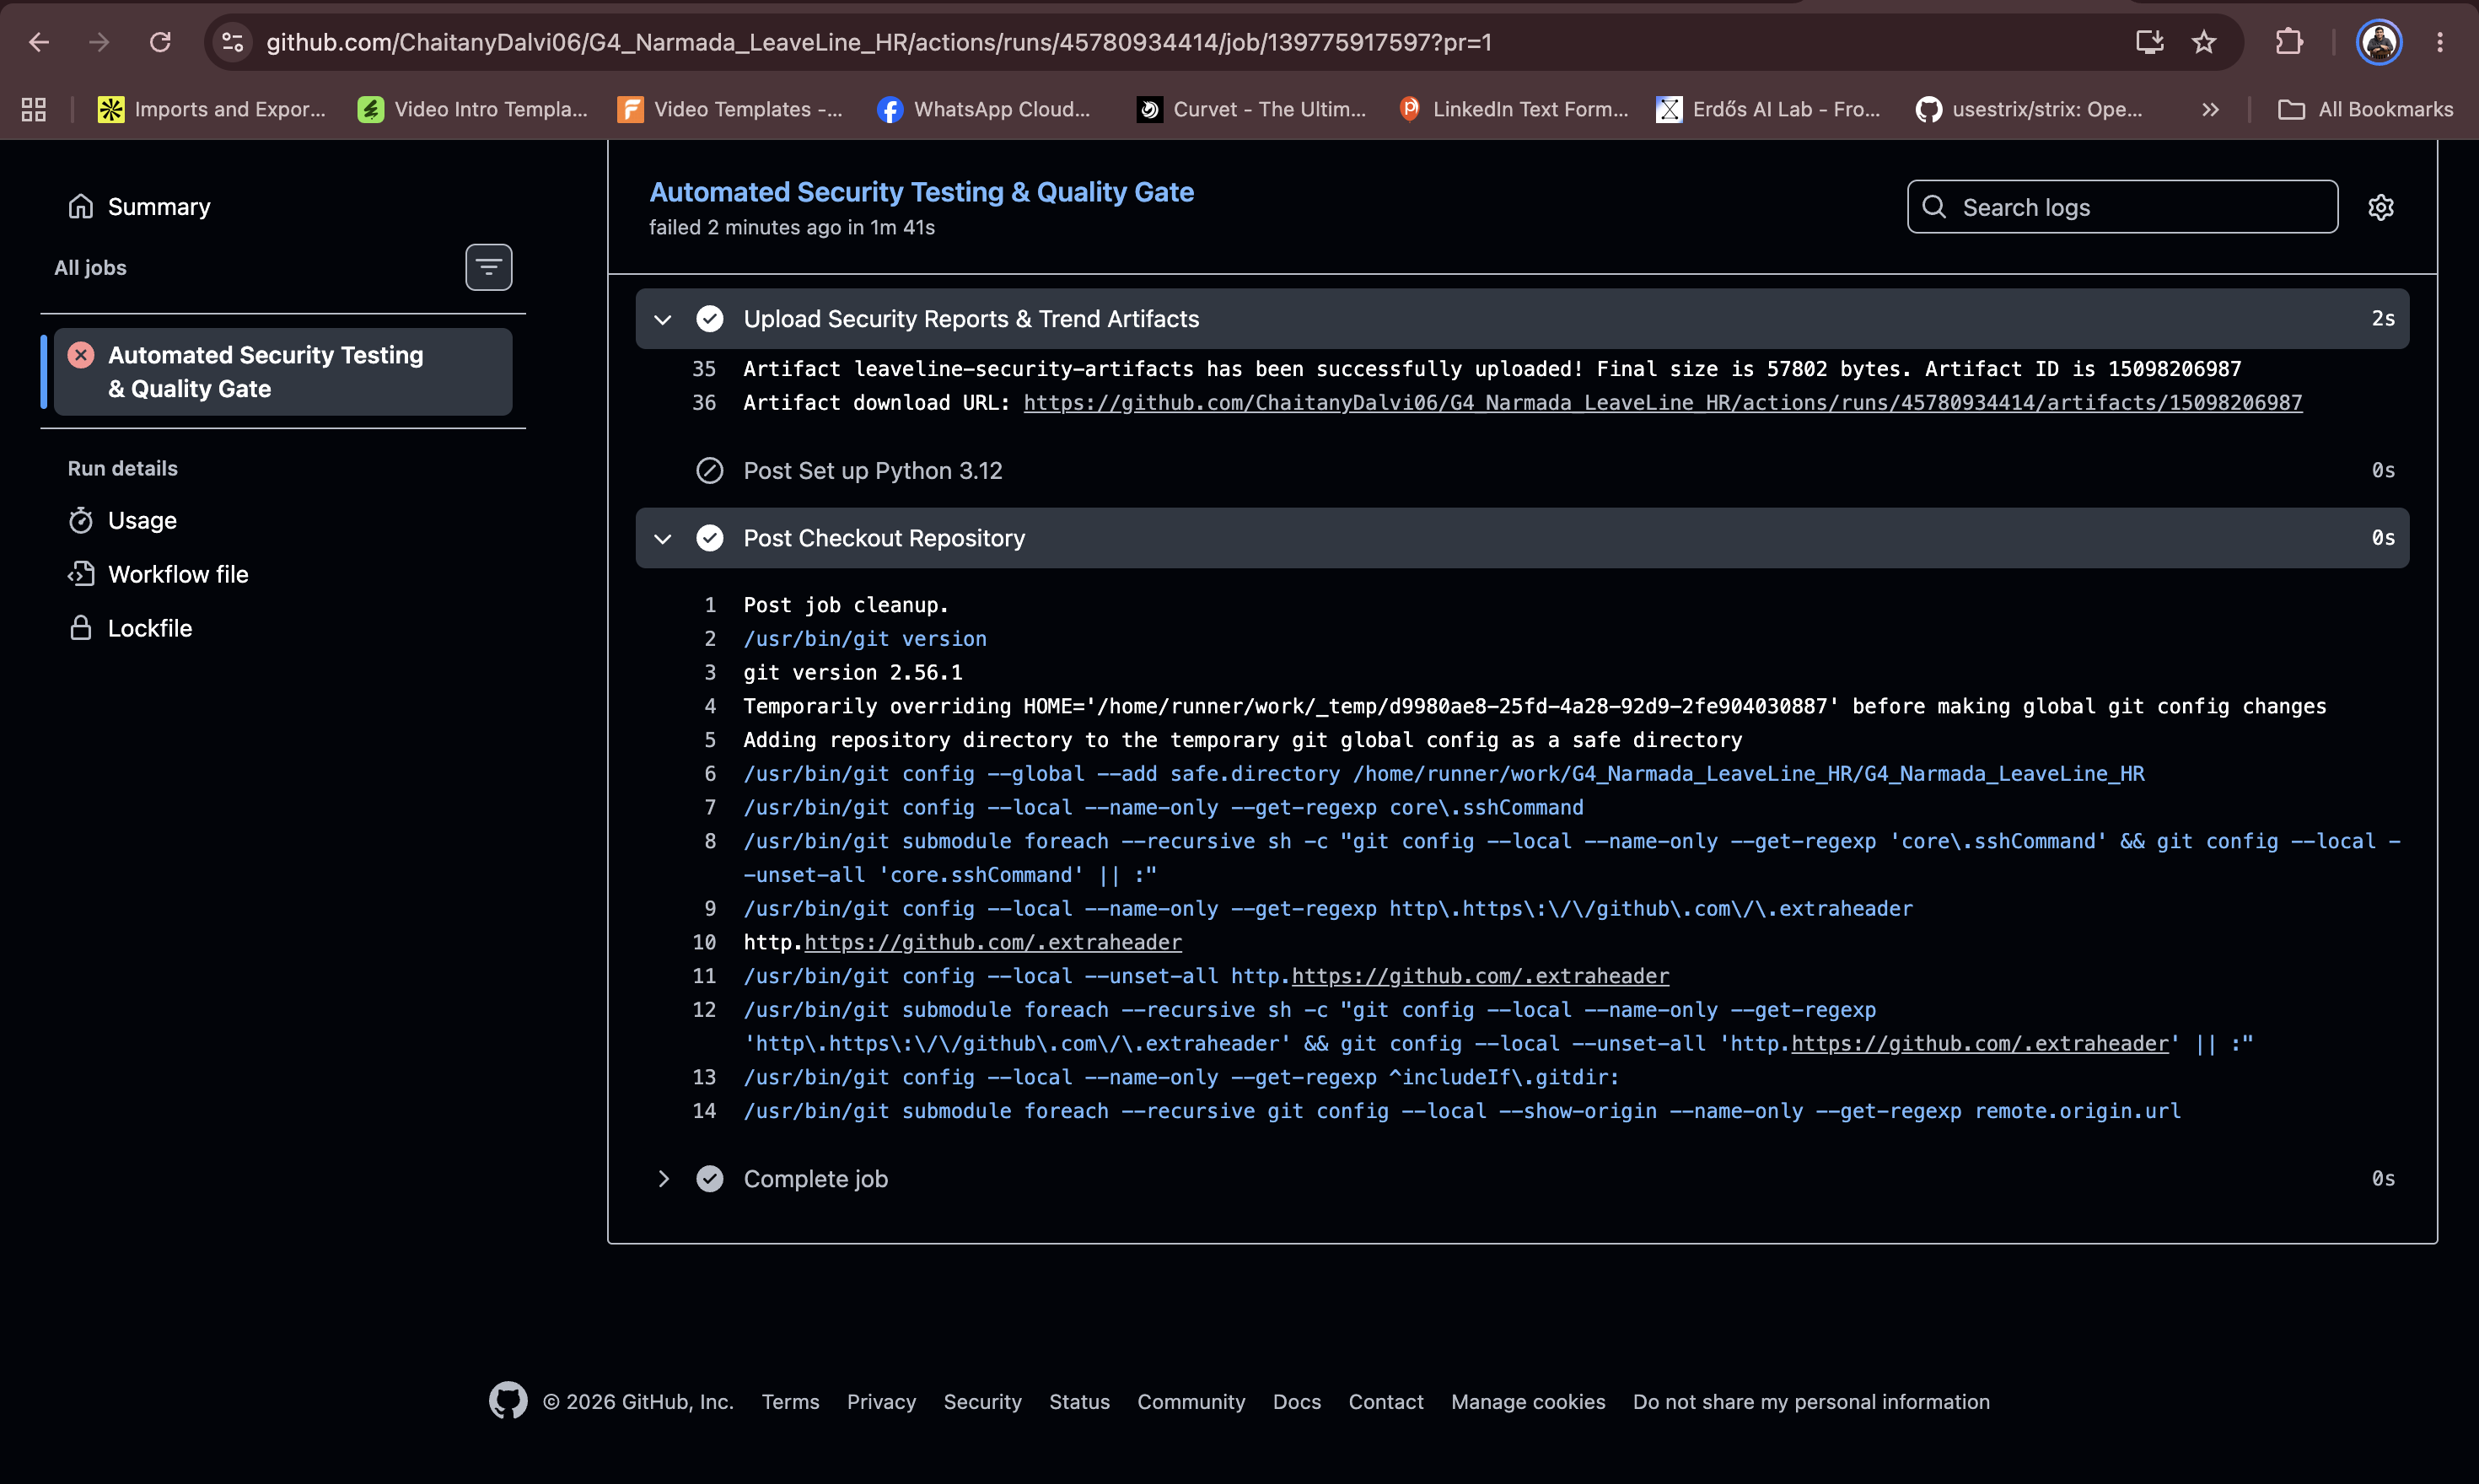 github.com/ChaitanyDalvi06/G4_Narmada_LeaveLine_HR/actions/runs/45780934414/job/139775917597?pr=1
Imports and Expor...
Video Intro Templa...
Video Templates -...
WhatsApp Cloud...
Curvet - The Ultim...
LinkedIn Text Form...
Erdős AI Lab - Fro...
usestrix/strix: Ope...
All Bookmarks
Summary
All jobs
Automated Security Testing
& Quality Gate
Run details
Usage
Workflow file
Lockfile
Automated Security Testing & Quality Gate
failed 2 minutes ago in 1m 41s
Search logs
Upload Security Reports & Trend Artifacts 2s
35 Artifact leaveline-security-artifacts has been successfully uploaded! Final size is 57802 bytes. Artifact ID is 15098206987
36 Artifact download URL: https://github.com/ChaitanyDalvi06/G4_Narmada_LeaveLine_HR/actions/runs/45780934414/artifacts/15098206987
Post Set up Python 3.12 0s
Post Checkout Repository 0s
1 Post job cleanup.
2 /usr/bin/git version
3 git version 2.56.1
4 Temporarily overriding HOME='/home/runner/work/_temp/d9980ae8-25fd-4a28-92d9-2fe904030887' before making global git config changes
5 Adding repository directory to the temporary git global config as a safe directory
6 /usr/bin/git config --global --add safe.directory /home/runner/work/G4_Narmada_LeaveLine_HR/G4_Narmada_LeaveLine_HR
7 /usr/bin/git config --local --name-only --get-regexp core\.sshCommand
8 /usr/bin/git submodule foreach --recursive sh -c "git config --local --name-only --get-regexp 'core\.sshCommand' && git config --local -
-unset-all 'core.sshCommand' || :"
9 /usr/bin/git config --local --name-only --get-regexp http\.https\:\/\/github\.com\/\.extraheader
10 http.https://github.com/.extraheader
11 /usr/bin/git config --local --unset-all http.https://github.com/.extraheader
12 /usr/bin/git submodule foreach --recursive sh -c "git config --local --name-only --get-regexp
'http\.https\:\/\/github\.com\/\.extraheader' && git config --local --unset-all 'http.https://github.com/.extraheader' || :"
13 /usr/bin/git config --local --name-only --get-regexp ^includeIf\.gitdir:
14 /usr/bin/git submodule foreach --recursive git config --local --show-origin --name-only --get-regexp remote.origin.url
Complete job 0s
© 2026 GitHub, Inc. Terms Privacy Security Status Community Docs Contact Manage cookies Do not share my personal information